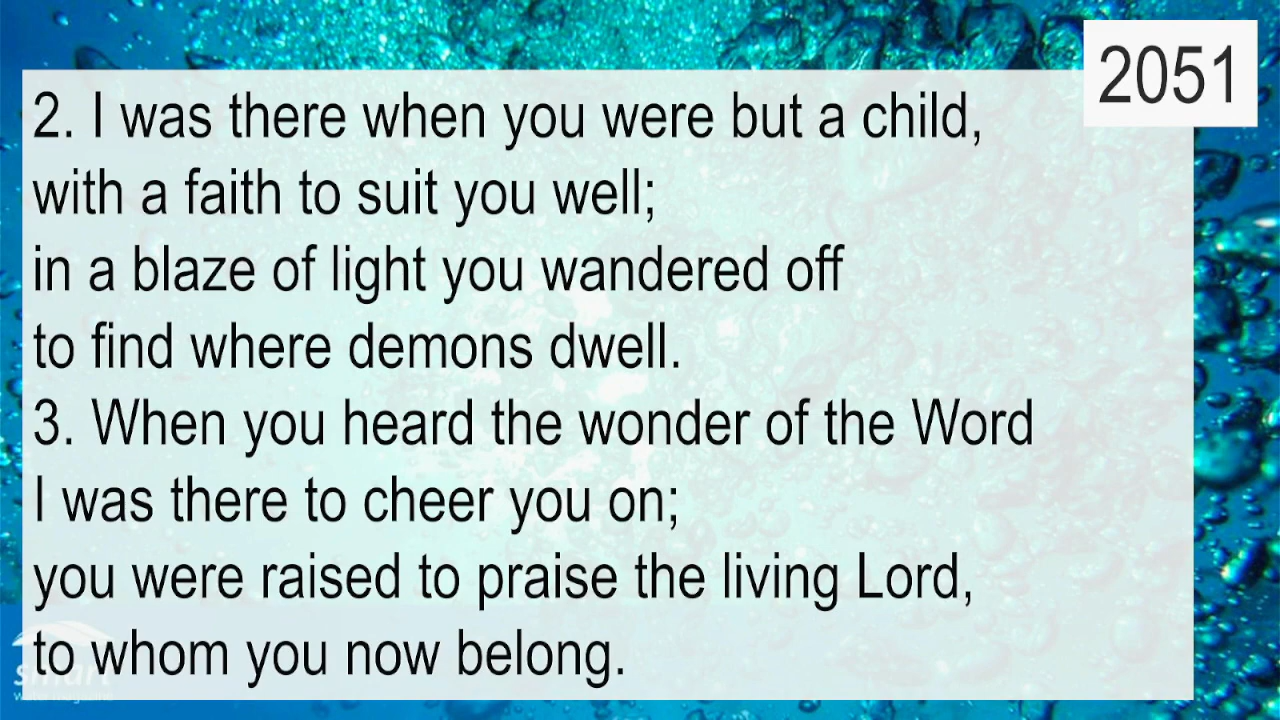 2051
2. I was there when you were but a child,
with a faith to suit you well;
in a blaze of light you wandered off
to find where demons dwell.
3. When you heard the wonder of the Word
I was there to cheer you on;
you were raised to praise the living Lord,
to whom you now belong.
smart